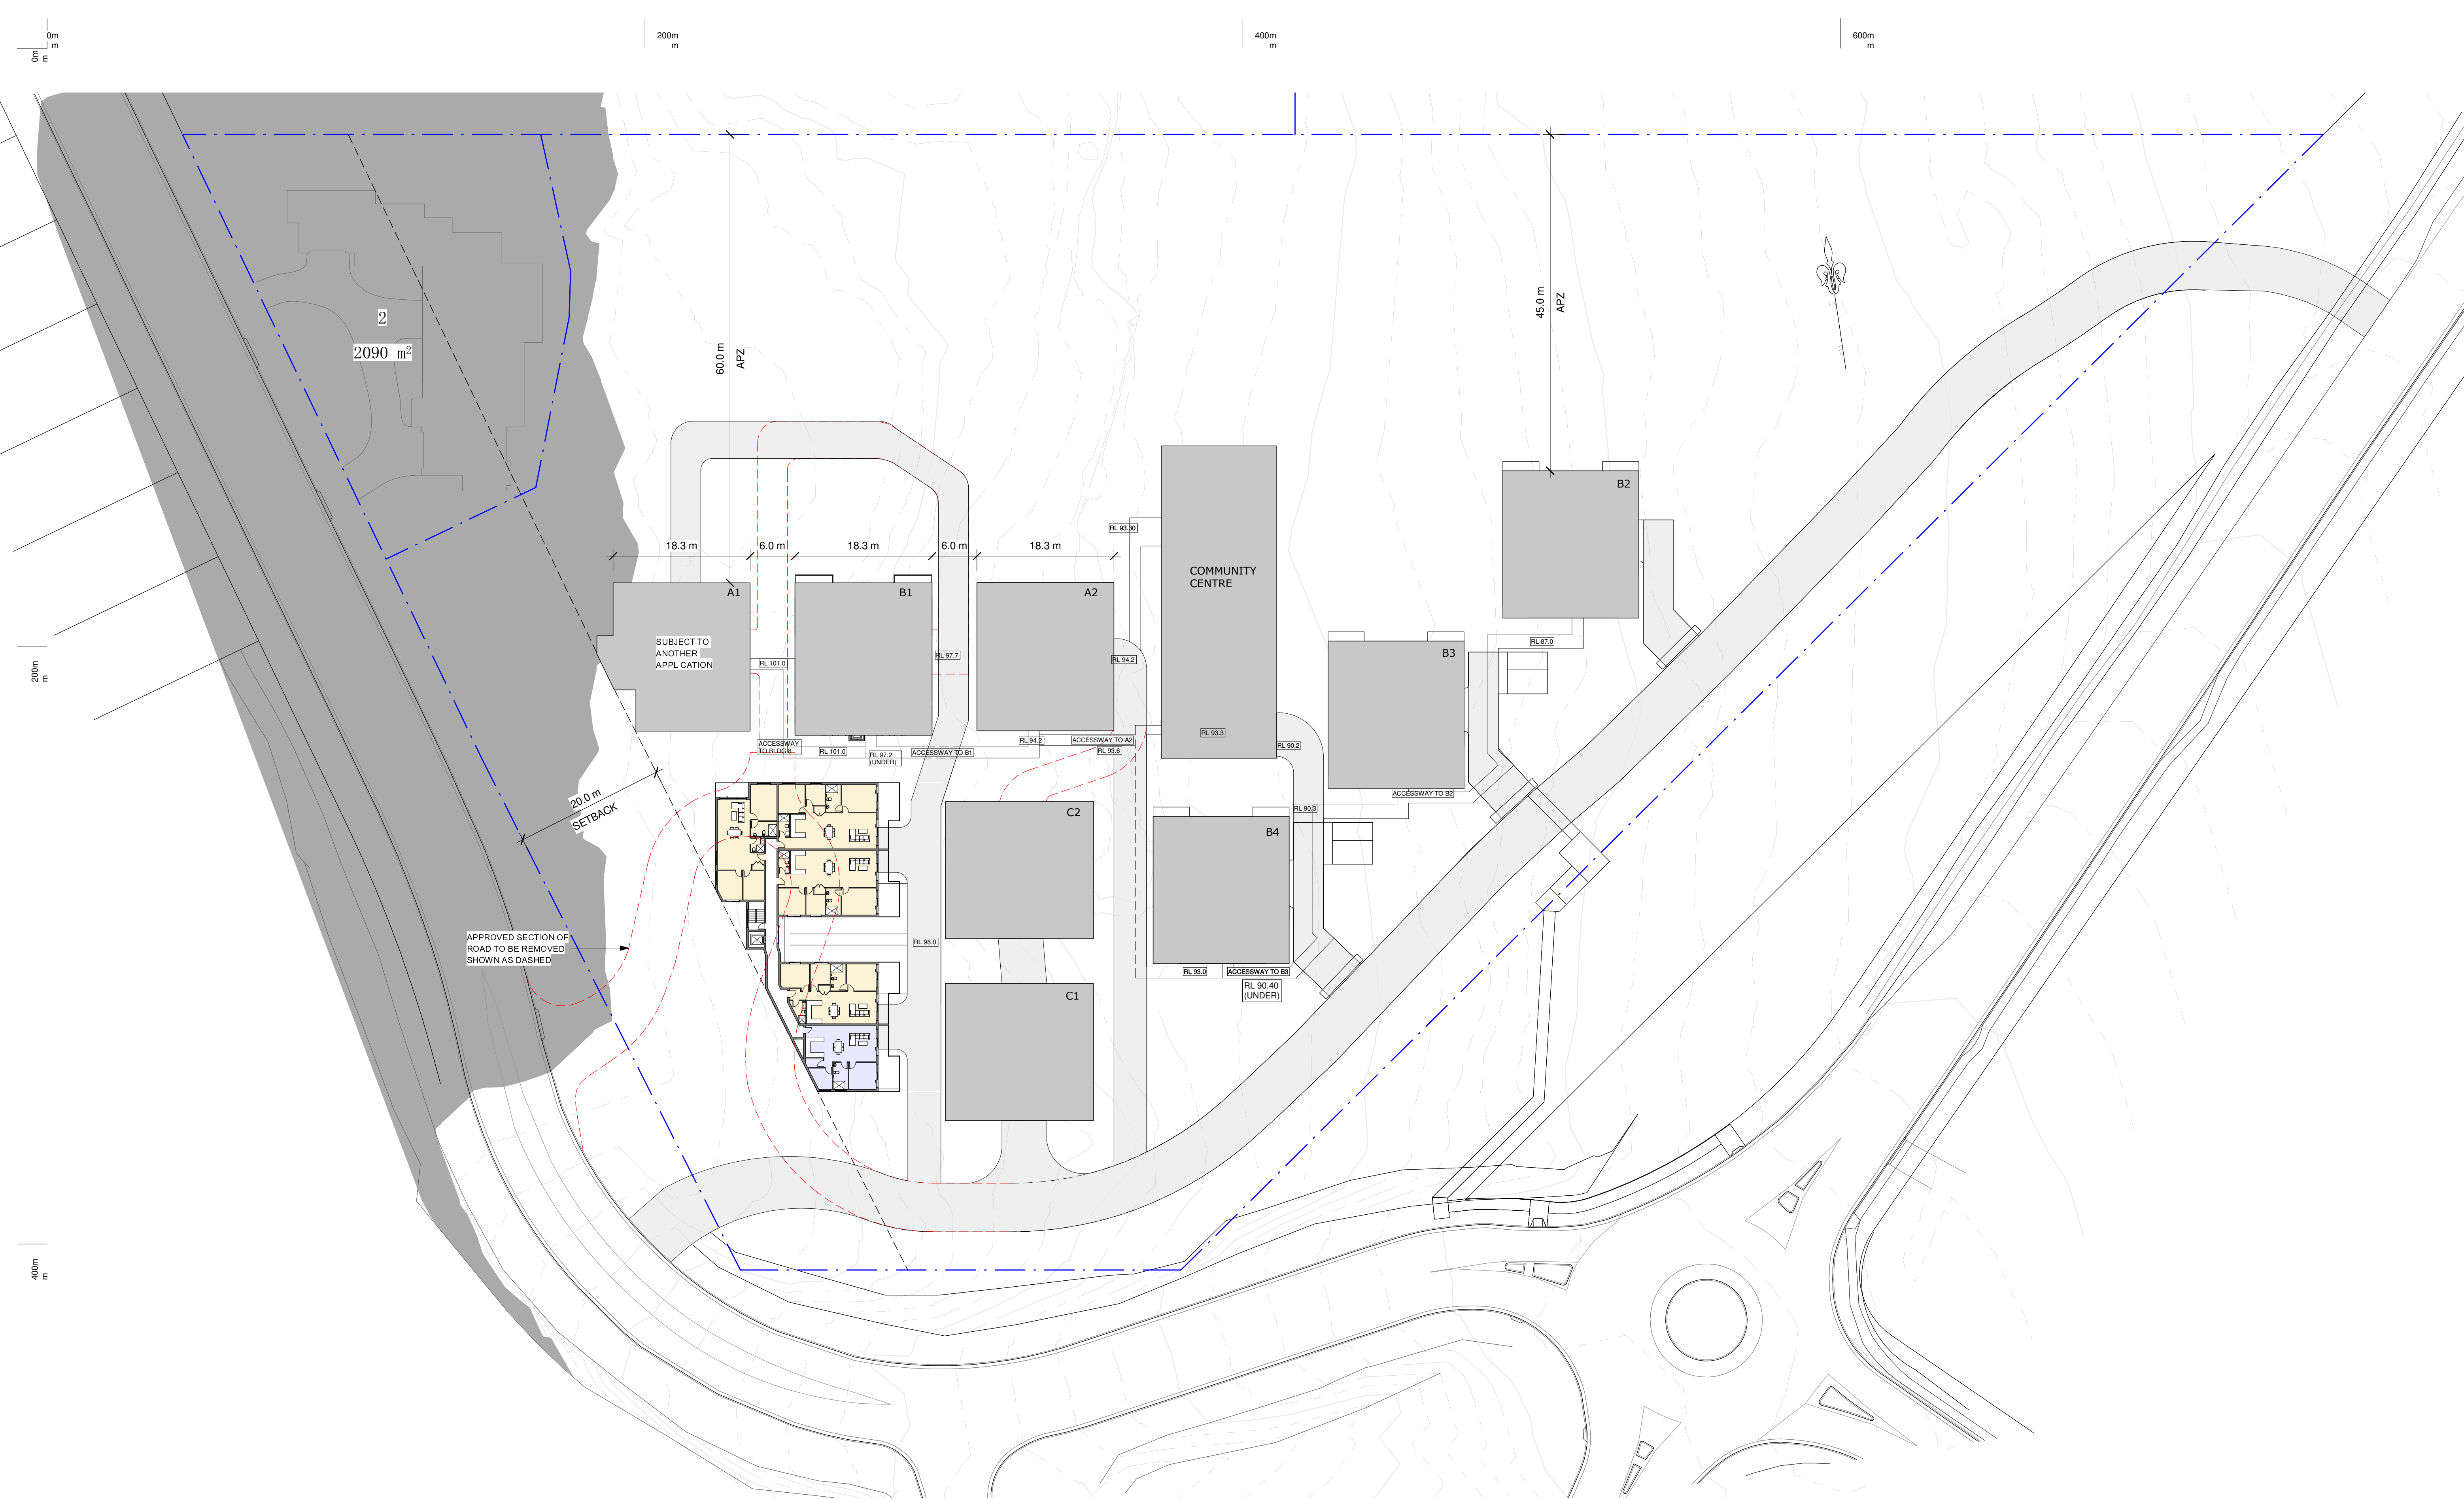 0m
m
200m
m
400m
m
600m
m
0m
m
2
2090 m²
60.0 m
APZ
45.0 m
APZ
B2
18.3 m
6.0 m
18.3 m
6.0 m
18.3 m
RL 93.30
COMMUNITY
CENTRE
A1
B1
A2
SUBJECT TO
ANOTHER
APPLICATION
RL 101.0
RL 97.7
RL 94.2
RL 87.0
B3
200m
m
ACCESSWAY
TO BLDG 8
RL 101.0
RL 97.2
(UNDER)
ACCESSWAY TO B1
RL 94.2
ACCESSWAY TO A2
RL 93.6
RL 93.3
RL 90.2
20.0 m
SETBACK
C2
RL 90.3
ACCESSWAY TO B2
B4
APPROVED SECTION OF
ROAD TO BE REMOVED
SHOWN AS DASHED
RL 98.0
RL 93.0
ACCESSWAY TO B3
RL 90.40
(UNDER)
C1
400m
m